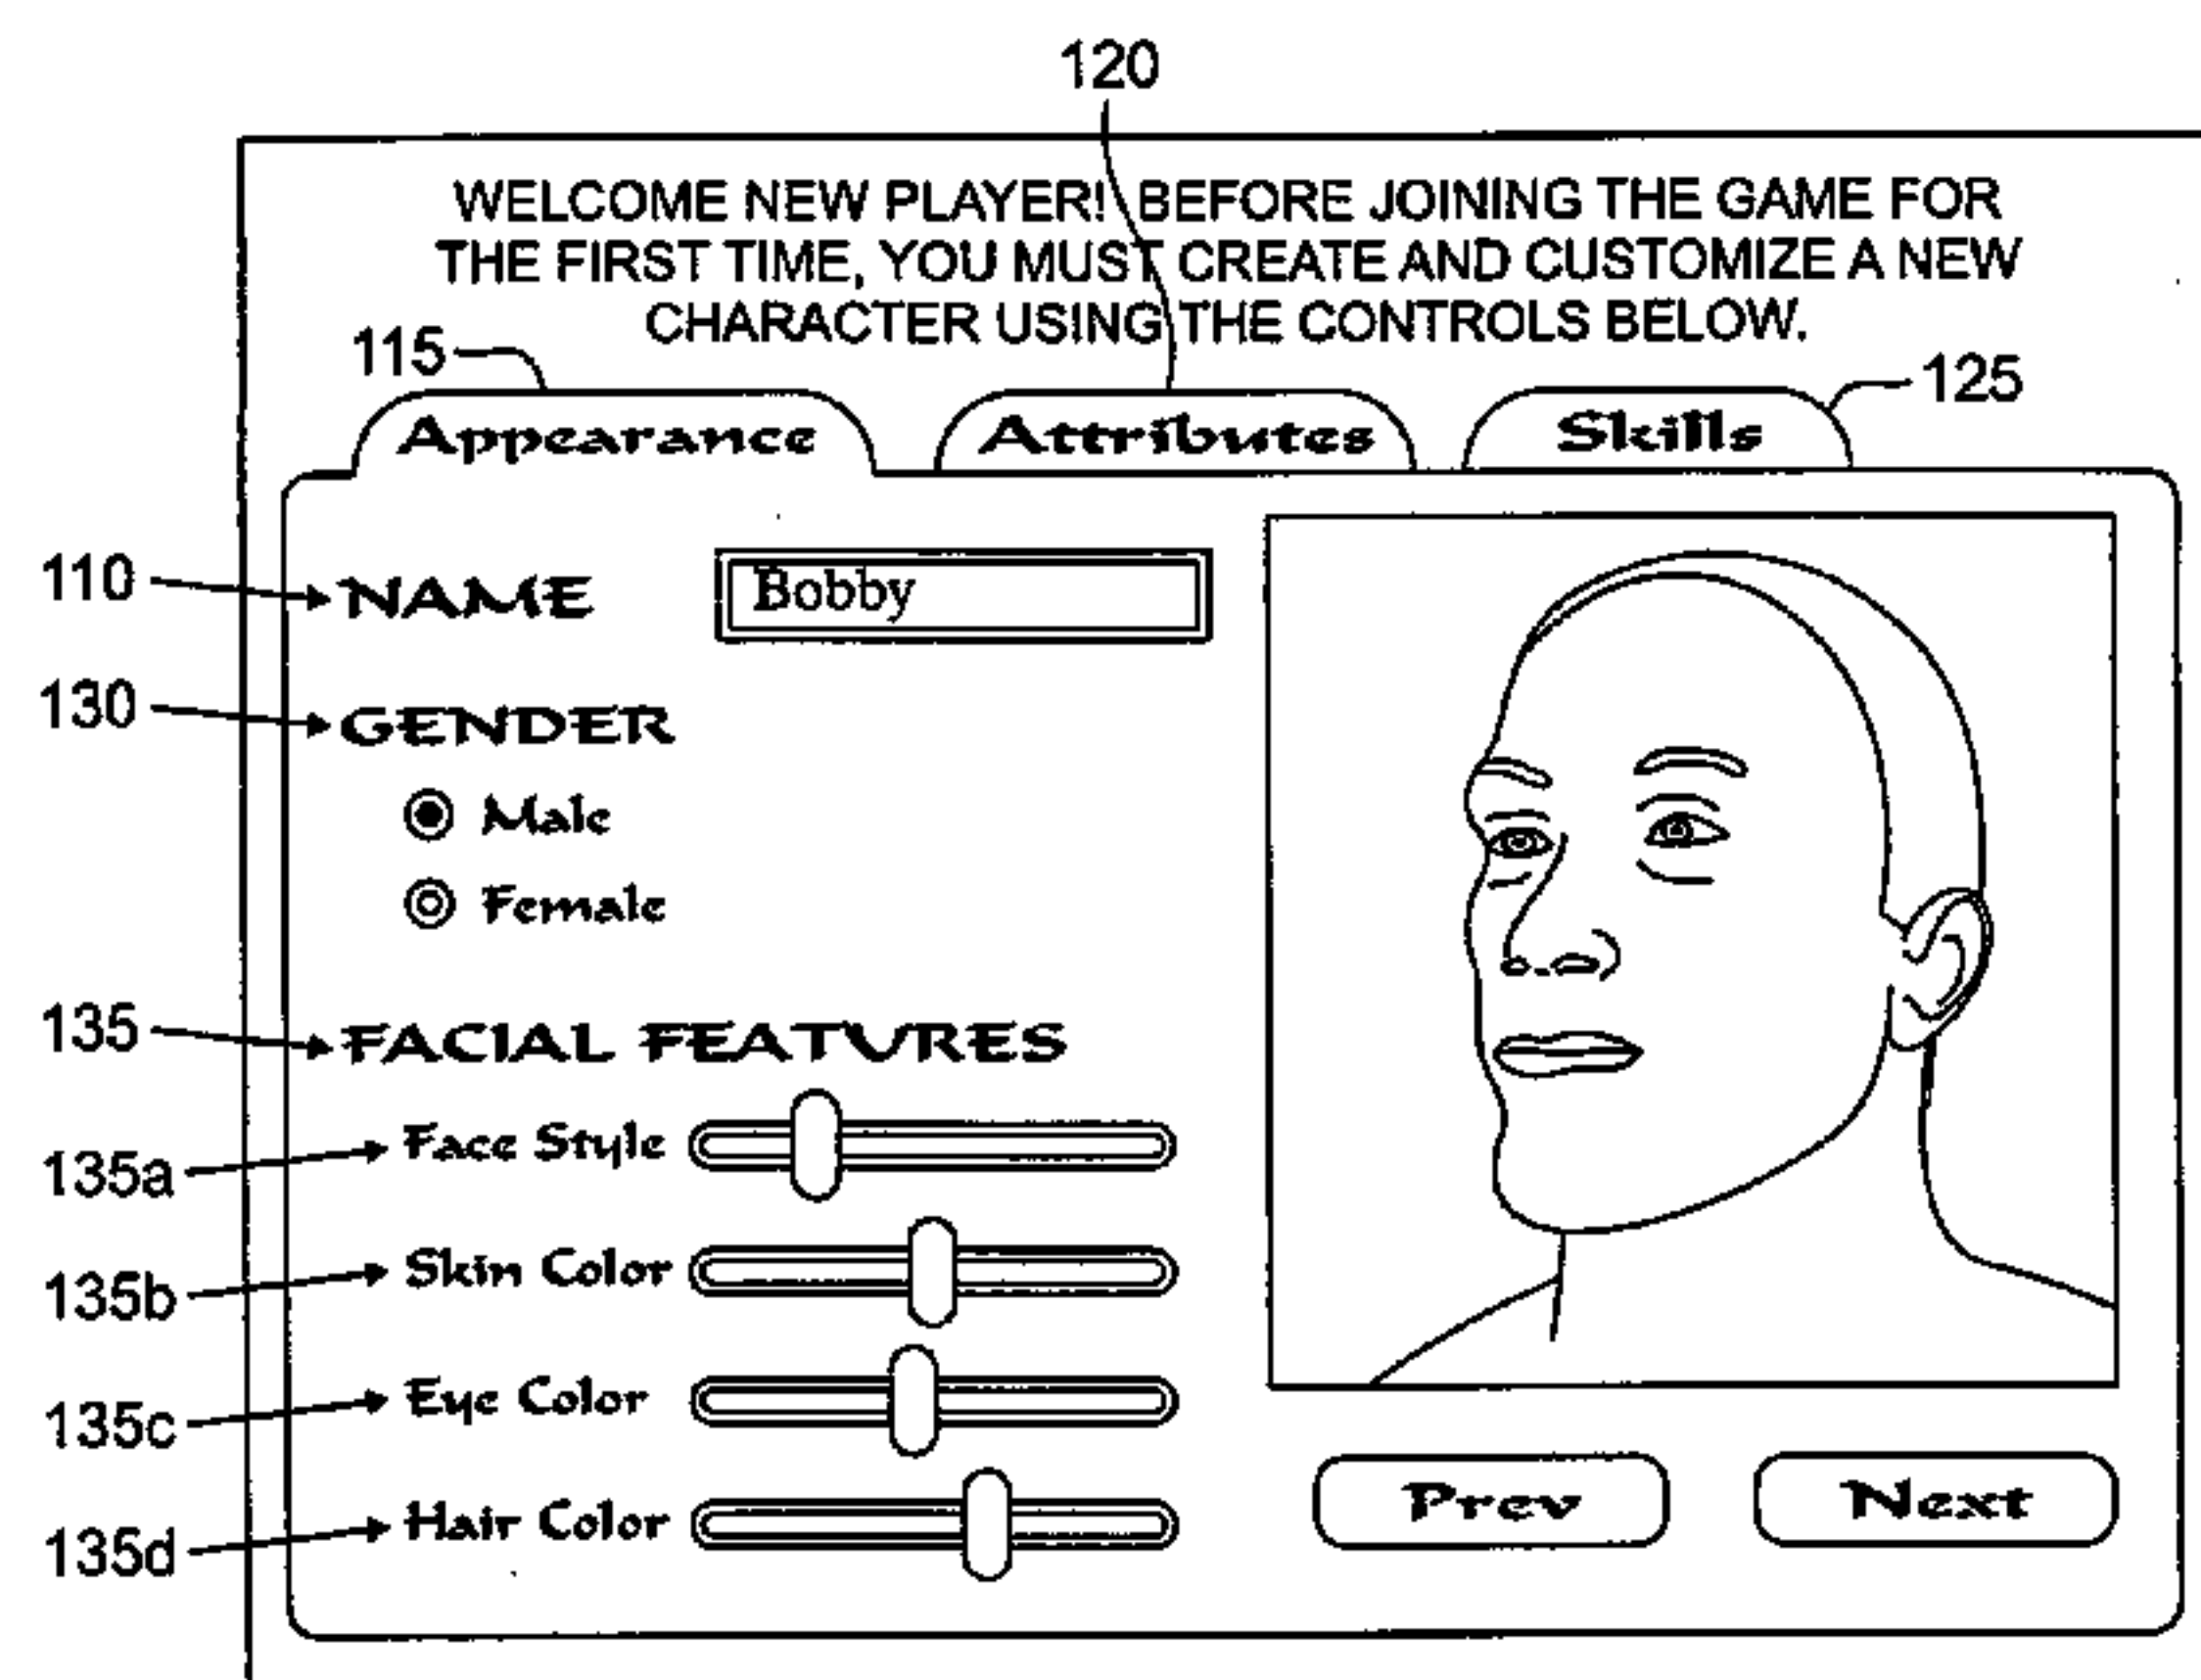 120
WELCOME NEW PLAYER! BEFORE JOINING THE GAME FOR
THE FIRST TIME, YOU MUST CREATE AND CUSTOMIZE A NEW
CHARACTER USING THE CONTROLS BELOW.
115
125
Appearance Attributes Skills
110 NAME Bobby
130 GENDER
Male
Female
135 FACIAL FEATURES
135a Face Style
135b Skin Color
135c Eye Color
135d Hair Color
Prev Next